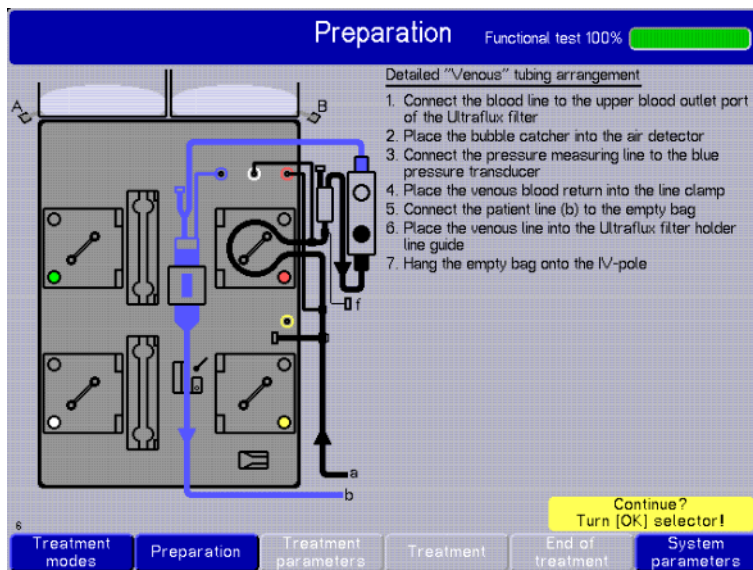 Preparation
Functional test 100%
Detailed "Venous" tubing arrangement
1. Connect the blood line to the upper blood outlet port
of the Ultraflux filter
2. Place the bubble catcher into the air detector
3. Connect the pressure measuring line to the blue
pressure transducer
4. Place the venous blood return into the line clamp
5. Connect the patient line (b) to the empty bag
6. Place the venous line into the Ultraflux filter holder
line guide
7. Hang the empty bag onto the IV-pole
A
B
f
a
b
Continue?
Turn [OK] selector!
6
Treatment
modes
Preparation
Treatment
parameters
Treatment
End of
treatment
System
parameters